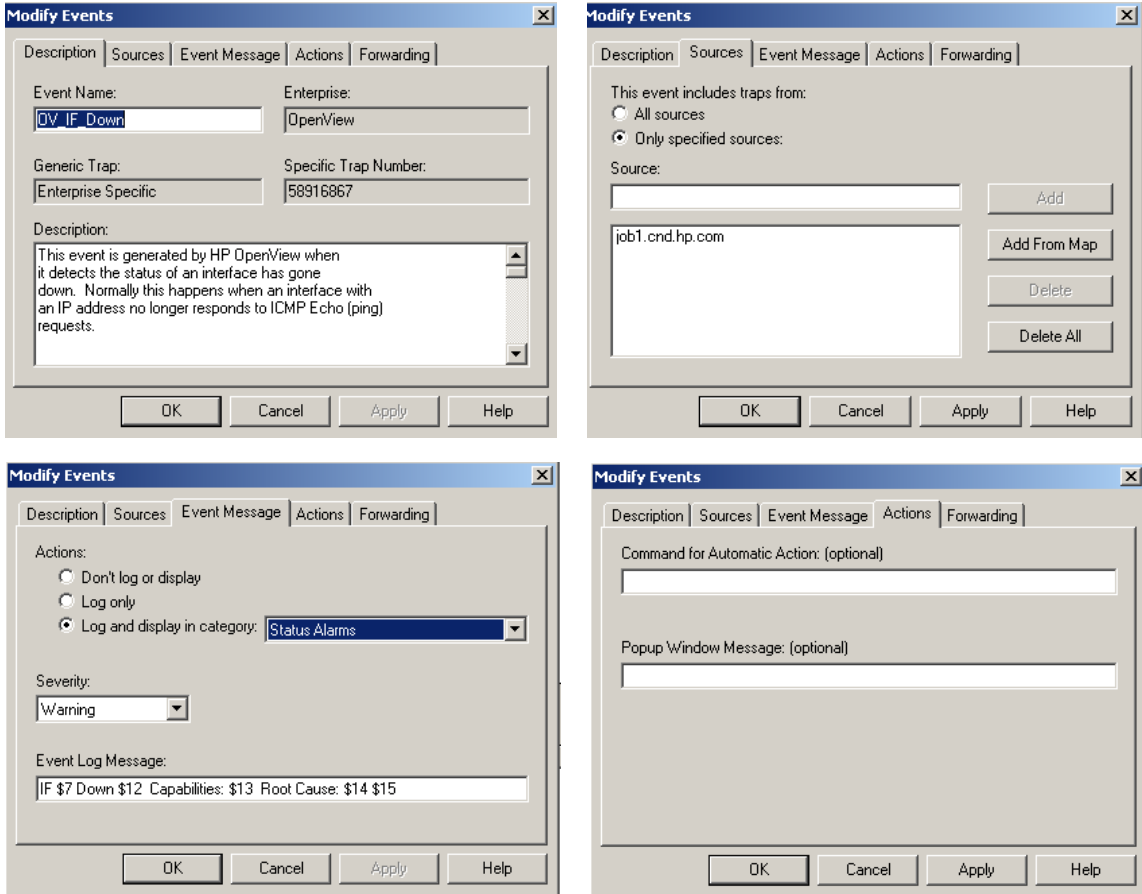 Modify Events
Description Sources Event Message Actions Forwarding
Event Name: Enterprise:
OV_IF_Down OpenView
Generic Trap: Specific Trap Number:
Enterprise Specific 58916867
Description:
This event is generated by HP OpenView when
it detects the status of an interface has gone
down. Normally this happens when an interface with
an IP address no longer responds to ICMP Echo (ping)
requests.
OK Cancel Apply Help
Modify Events
Description Sources Event Message Actions Forwarding
This event includes traps from:
All sources
Only specified sources:
Source:
Add
job1.cnd.hp.com
Add From Map
Delete
Delete All
OK Cancel Apply Help
Modify Events
Description Sources Event Message Actions Forwarding
Actions:
Don't log or display
Log only
Log and display in category: Status Alarms
Severity:
Warning
Event Log Message:
IF $7 Down $12 Capabilities: $13 Root Cause: $14 $15
OK Cancel Apply Help
Modify Events
Description Sources Event Message Actions Forwarding
Command for Automatic Action: (optional)
Popup Window Message: (optional)
OK Cancel Apply Help